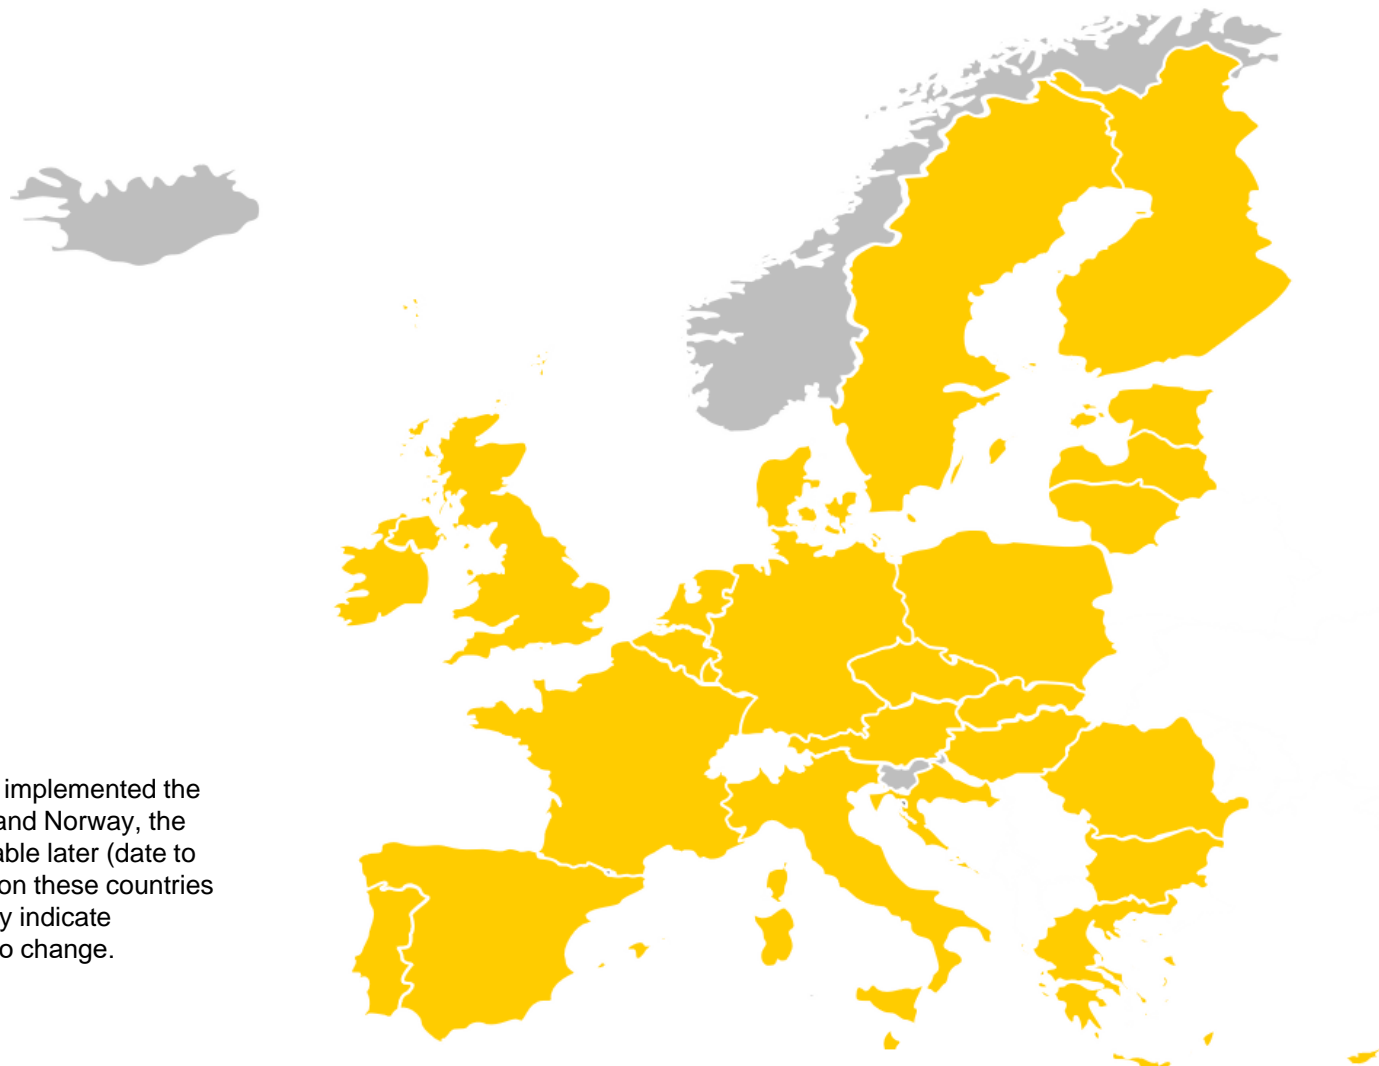 implemented the
and Norway, the
able later (date to
on these countries
y indicate
o change.